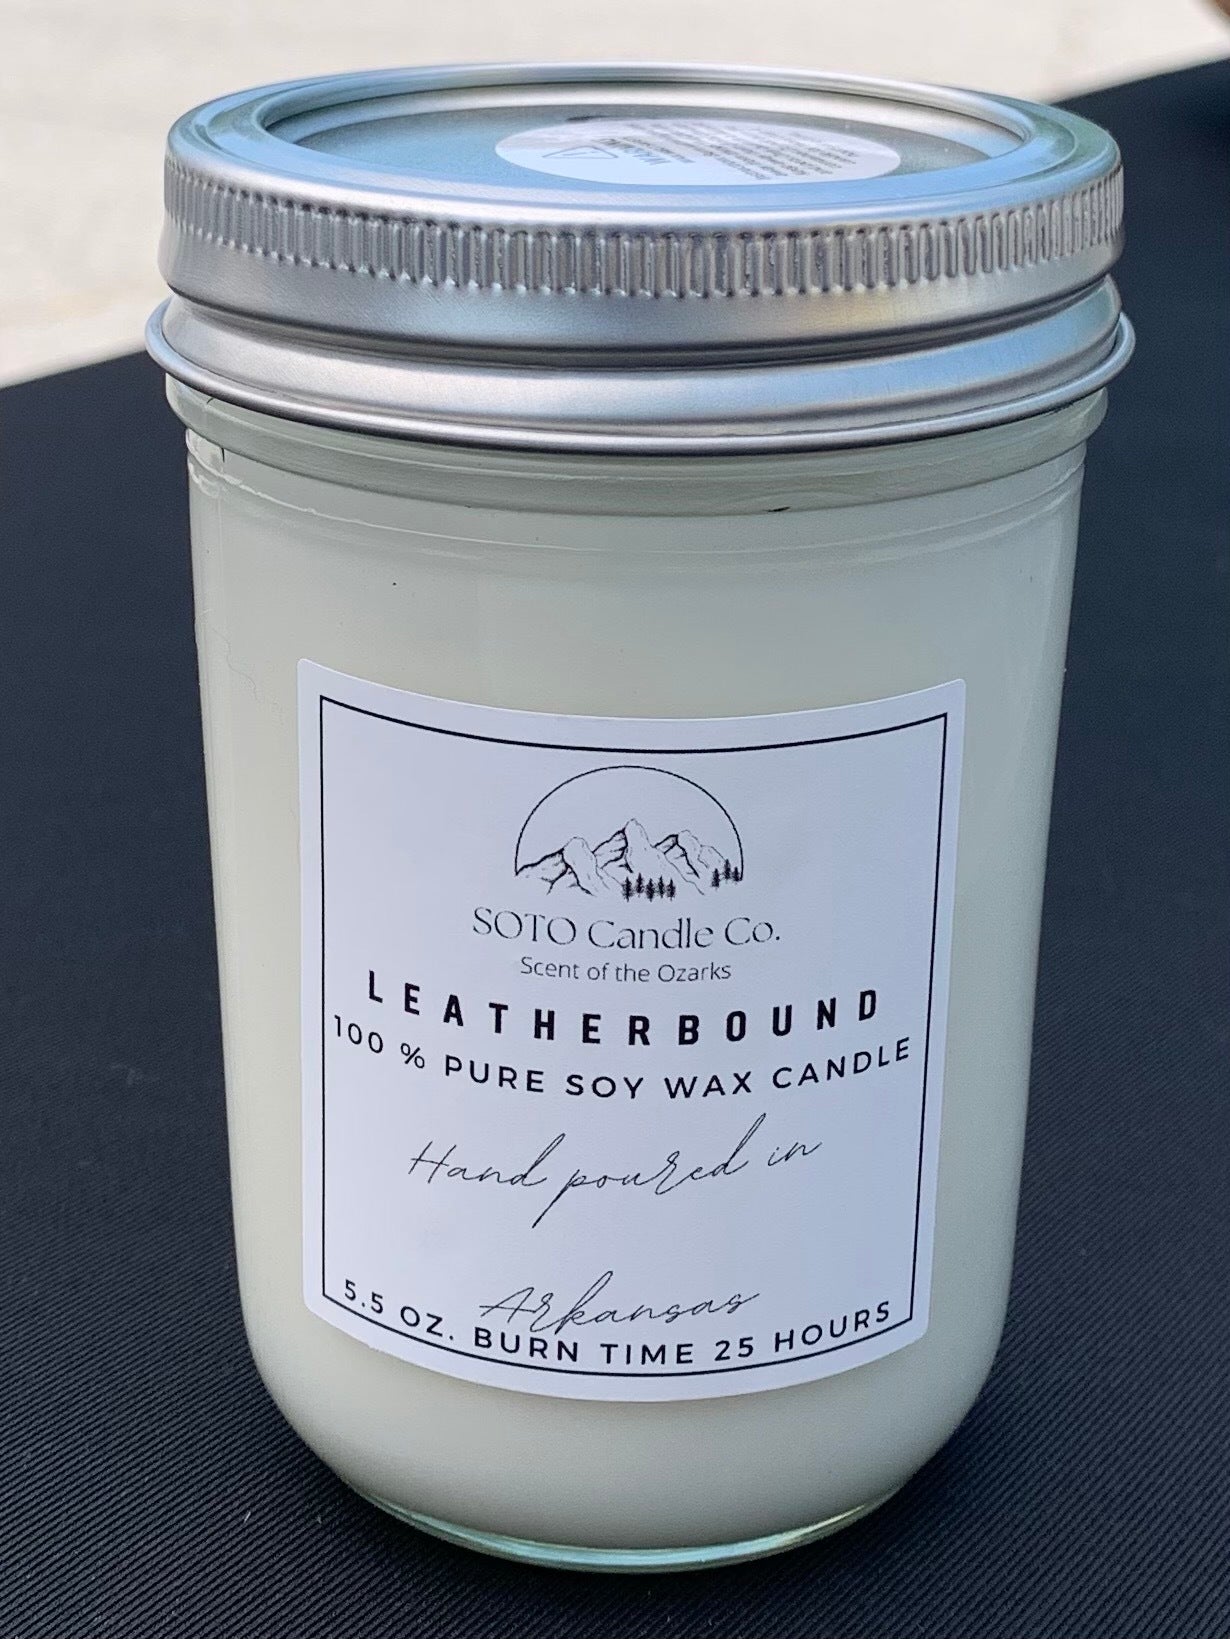 WARNING
SOTO Candle Co.
Scent of the Ozarks
LEATHERBOUND
100 % PURE SOY WAX CANDLE
Hand poured in
Arkansas
5.5 OZ. BURN TIME 25 HOURS